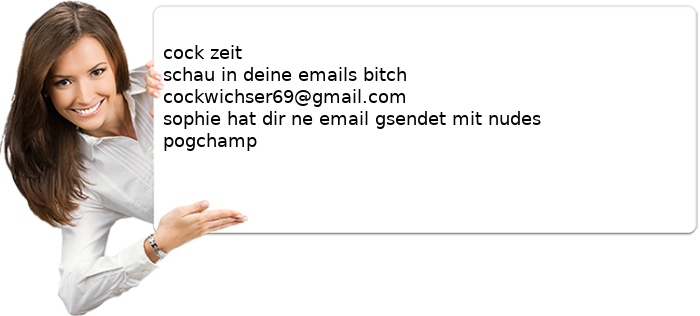 cock zeit
schau in deine emails bitch
cockwichser69@gmail.com
sophie hat dir ne email gsendet mit nudes
pogchamp